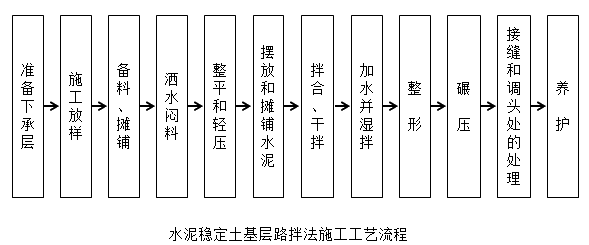 准备下承层
施工放样
备料、摊铺
洒水闷料
整平和轻压
摆放和摊铺水泥
拌合、干拌
加水并湿拌
整形
碾压
接缝和调头处的处理
养护
水泥稳定土基层路拌法施工工艺流程